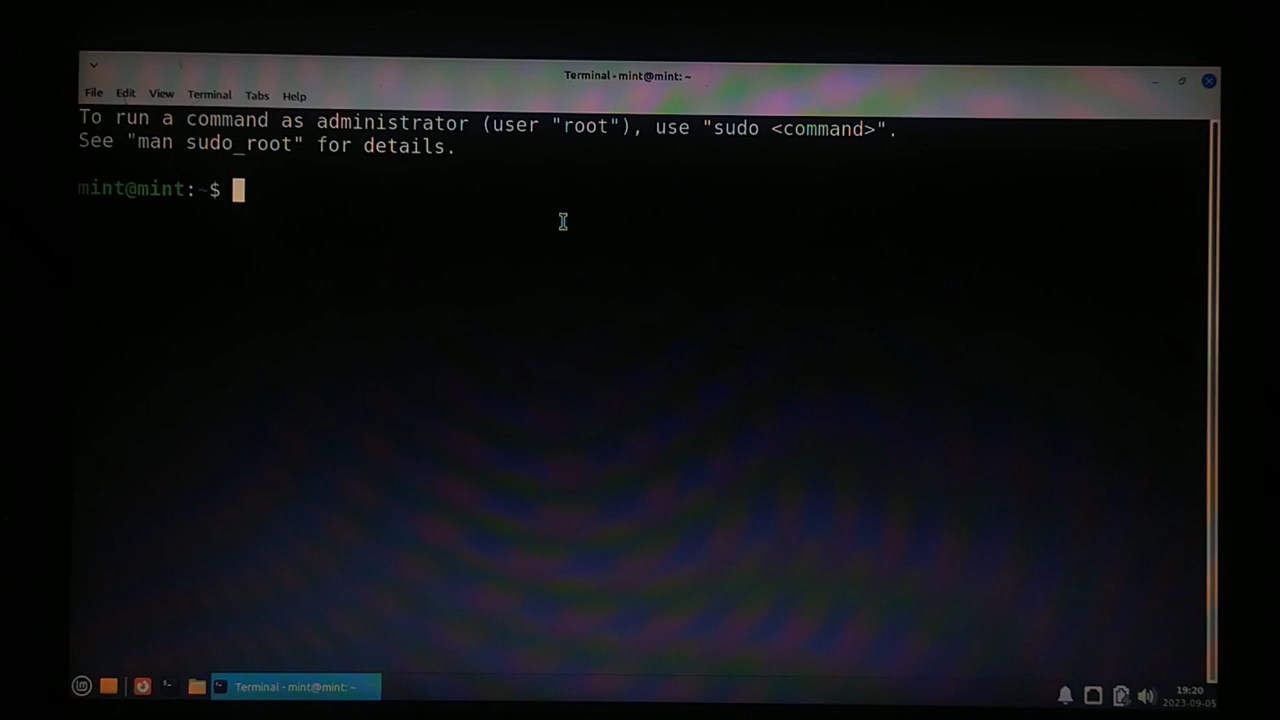 Terminal - mint@mint: ~
File Edit View Terminal Tabs Help
To run a command as administrator (user "root"), use "sudo <command>".
See "man sudo_root" for details.
mint@mint:~$
Terminal - mint@mint: ~
19:20
2023-09-05